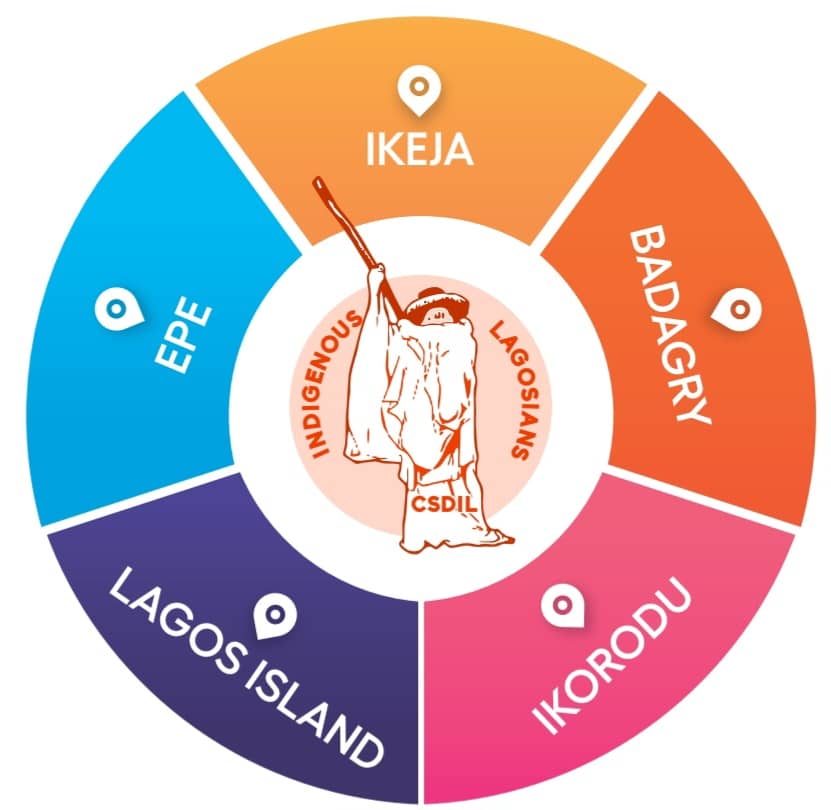 IKEJA
BADAGRY
IKORODU
LAGOS ISLAND
EPE
INDIGENOUS
LAGOSIANS
CSDIL